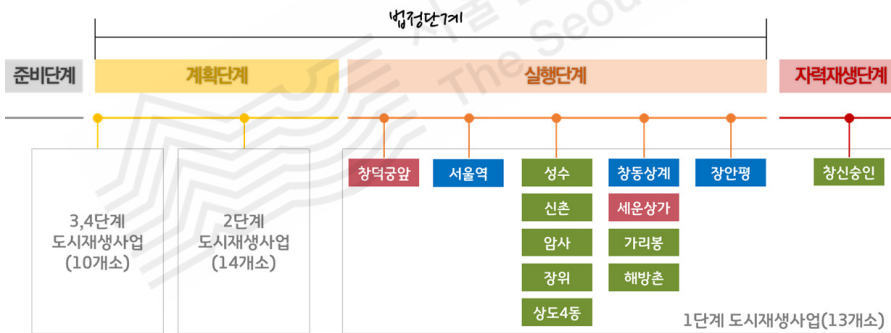 법정단계
준비단계
계획단계
실행단계
자력재생단계
창덕궁앞
서울역
성수
창동상계
장안평
창신숭인
신촌
세운상가
암사
가리봉
장위
해방촌
상도4동
3,4단계
도시재생사업
(10개소)
2단계
도시재생사업
(14개소)
1단계 도시재생사업(13개소)
The Seou